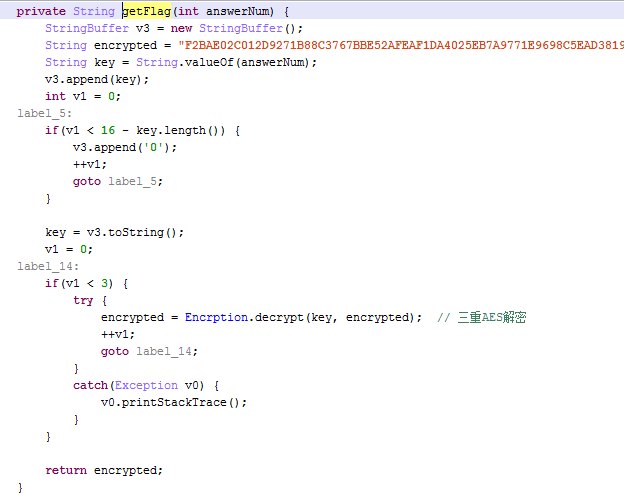 private String getFlag(int answerNum) {
    StringBuffer v3 = new StringBuffer();
    String encrypted = "F2BAE02C012D9271B88C3767BBE52AFEAF1DA4025EB7A9771E9698C5EAD3819
    String key = String.valueOf(answerNum);
    v3.append(key);
    int v1 = 0;
label_5:
    if(v1 < 16 - key.length()) {
        v3.append('0');
        ++v1;
        goto label_5;
    }

    key = v3.toString();
    v1 = 0;
label_14:
    if(v1 < 3) {
        try {
            encrypted = Encrption.decrypt(key, encrypted);  // 三重AES解密
            ++v1;
            goto label_14;
        }
        catch(Exception v0) {
            v0.printStackTrace();
        }
    }

    return encrypted;
}